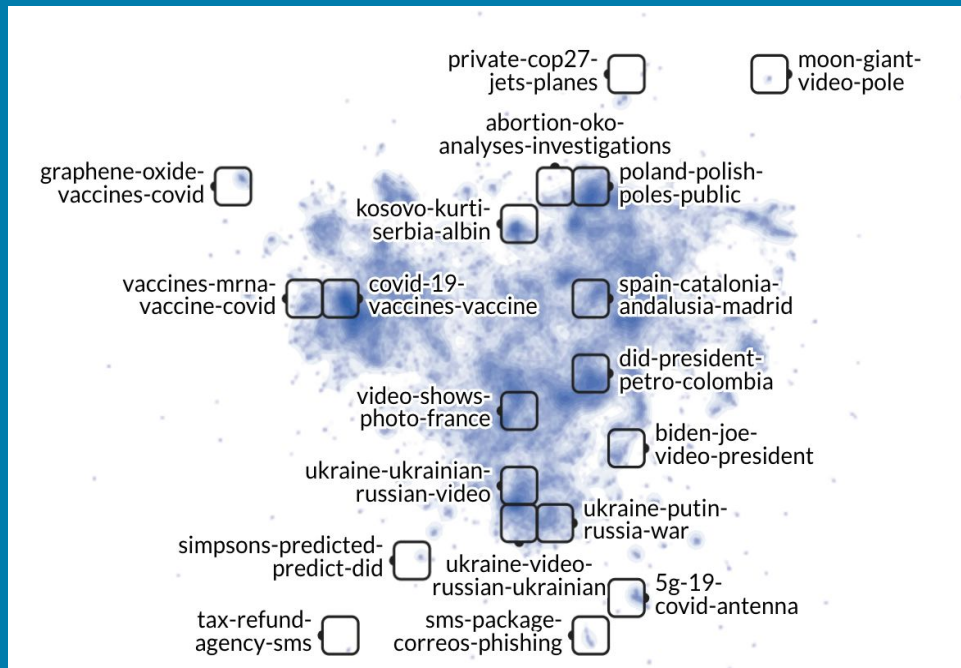 private-cop27-
jets-planes
moon-giant-
video-pole
abortion-oko-
analyses-investigations
graphene-oxide-
vaccines-covid
poland-polish-
poles-public
kosovo-kurti-
serbia-albin
vaccines-mrna-
vaccine-covid
covid-19-
vaccines-vaccine
spain-catalonia-
andalusia-madrid
did-president-
petro-colombia
video-shows-
photo-france
biden-joe-
video-president
ukraine-ukrainian-
russian-video
ukraine-putin-
russia-war
simpsons-predicted-
predict-did
ukraine-video-
russian-ukrainian
5g-19-
covid-antenna
tax-refund-
agency-sms
sms-package-
correos-phishing